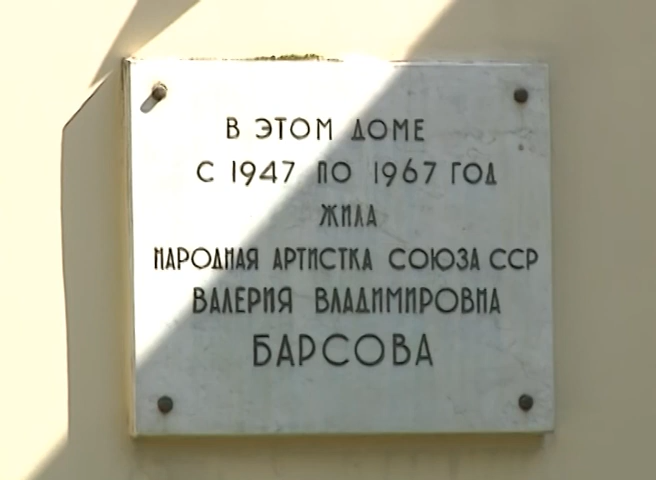 В ЭТОМ ДОМЕ
С 1947 ПО 1967 ГОД
ЖИЛА
НАРОДНАЯ АРТИСТКА СОЮЗА ССР
ВАЛЕРИЯ ВЛАДИМИРОВНА
БАРСОВА